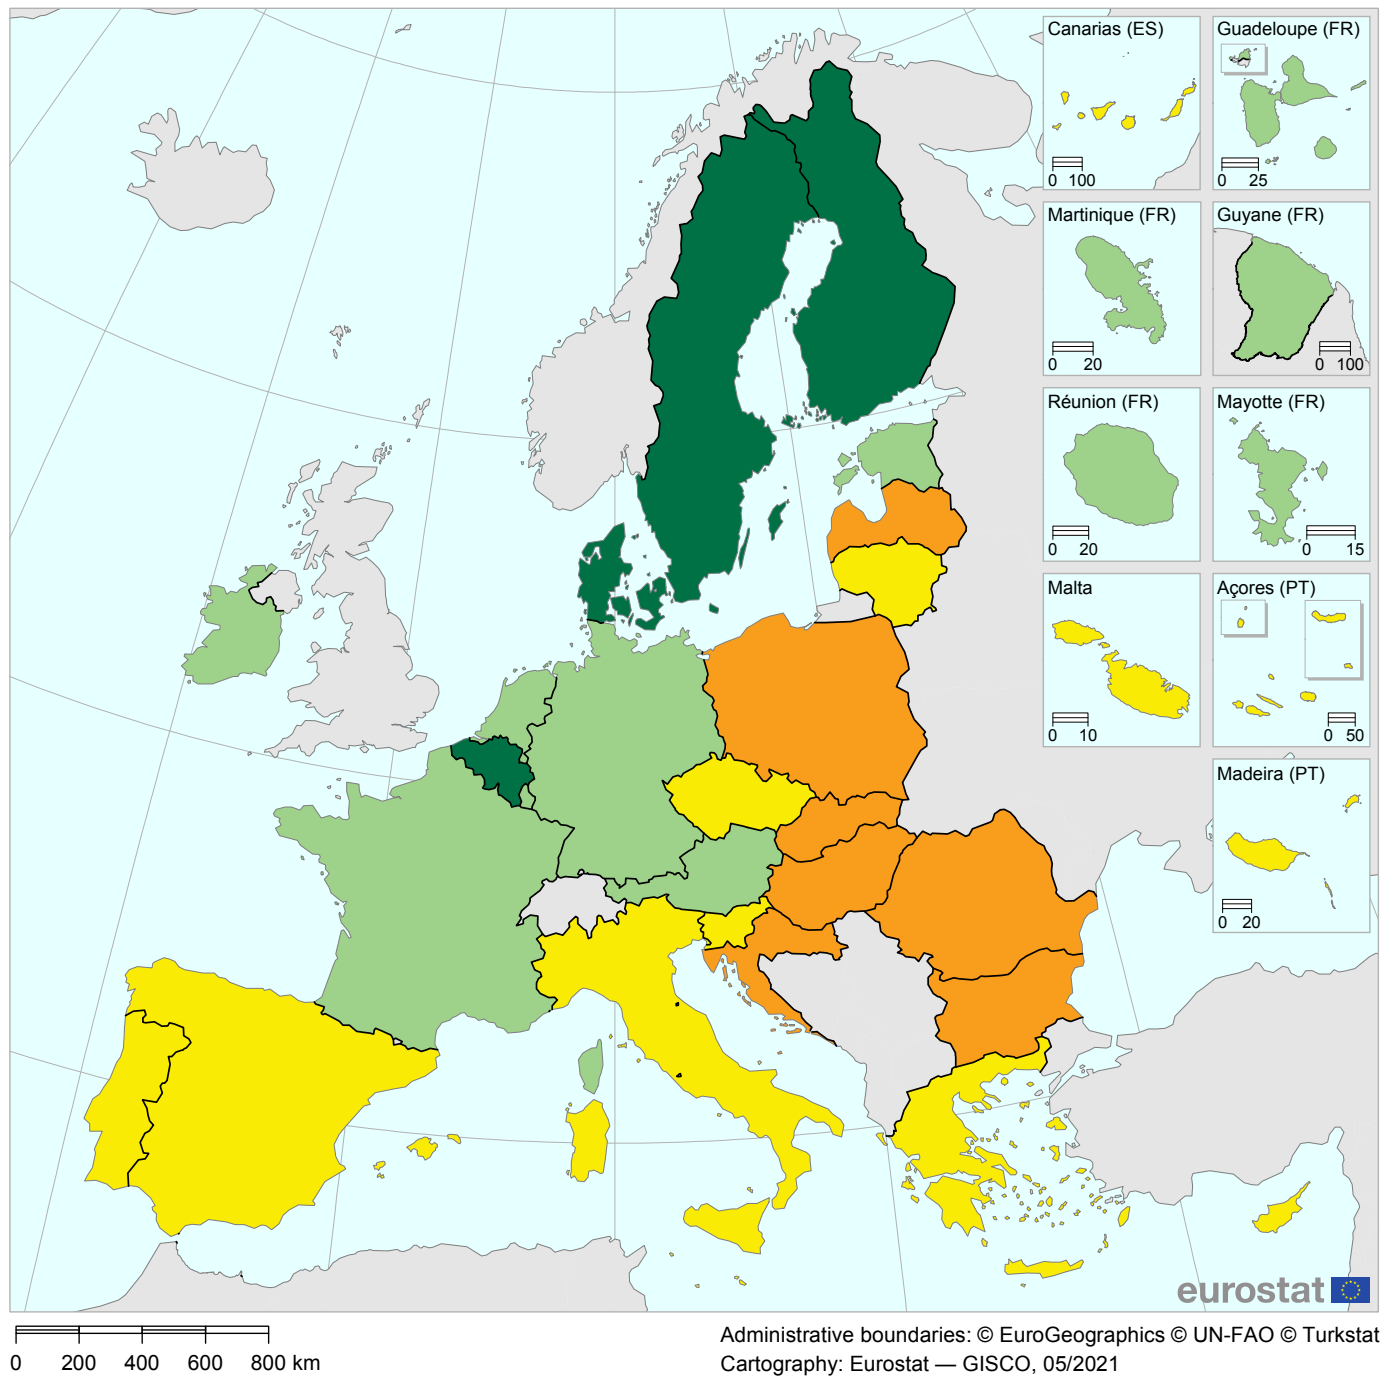 Canarias (ES)
0 100
Guadeloupe (FR)
0 25
Martinique (FR)
0 20
Guyane (FR)
0 100
Réunion (FR)
0 20
Mayotte (FR)
0 15
Malta
0 10
Açores (PT)
0 50
Madeira (PT)
0 20
eurostat
0 200 400 600 800 km
Administrative boundaries: © EuroGeographics © UN-FAO © Turkstat
Cartography: Eurostat — GISCO, 05/2021